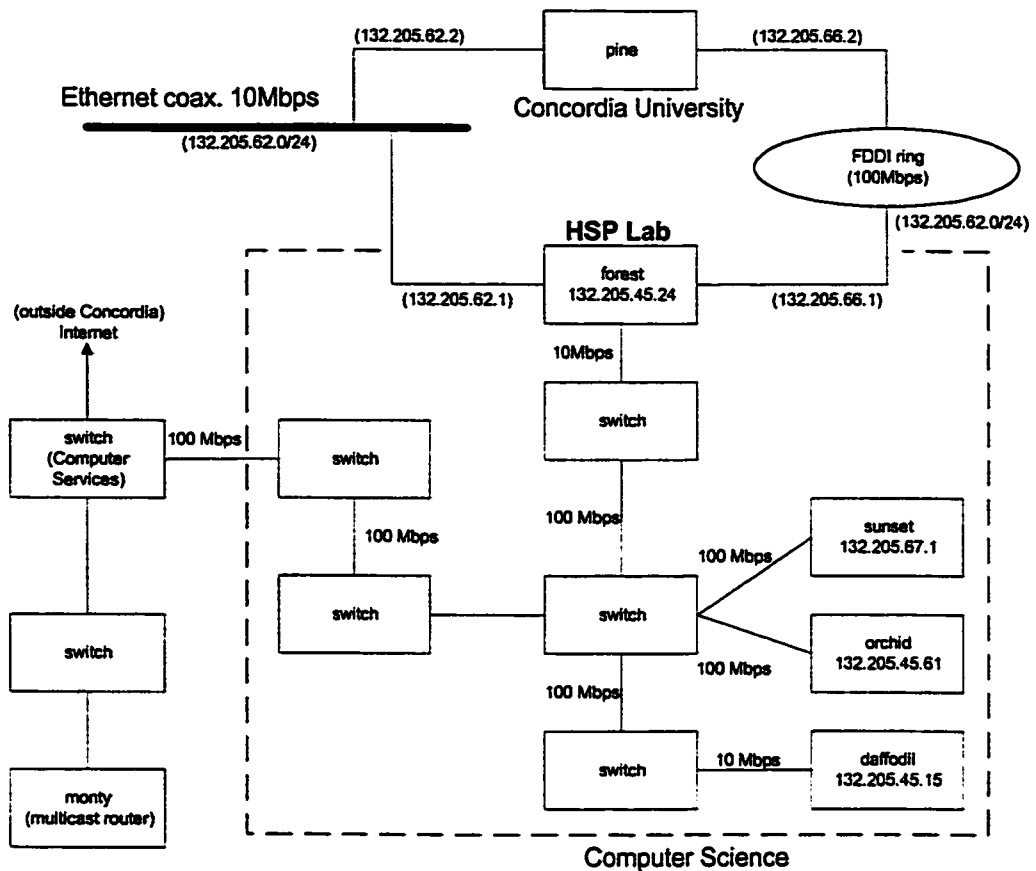 (132.205.62.2)
pine
(132.205.66.2)
Ethernet coax. 10Mbps
Concordia University
(132.205.62.0/24)
FDDI ring
(100Mbps)
(132.205.62.0/24)
HSP Lab
forest
132.205.45.24
(132.205.62.1)
(132.205.66.1)
(outside Concordia)
internet
10Mbps
switch
switch
(Computer
Services)
100 Mbps
switch
100 Mbps
100 Mbps
sunset
132.205.67.1
100 Mbps
switch
switch
switch
orchid
132.205.45.61
100 Mbps
100 Mbps
switch
10 Mbps
daffodil
132.205.45.15
monty
(multicast router)
Computer Science